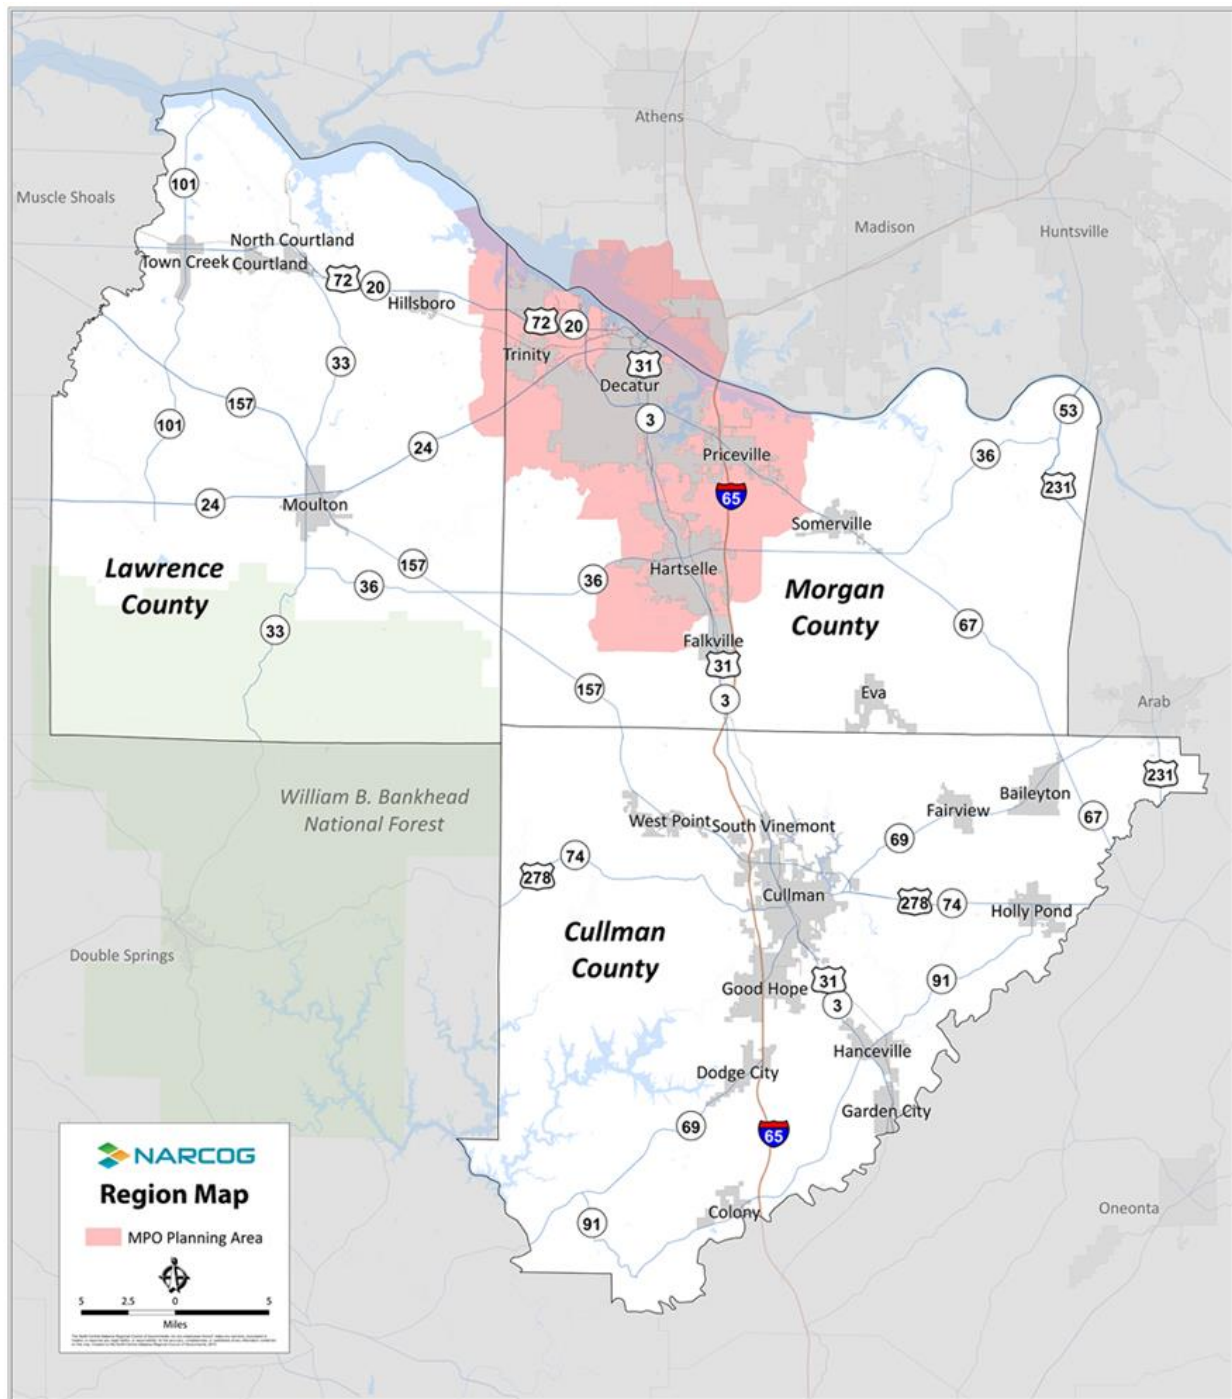 Athens
Muscle Shoals
101
Madison
Huntsville
North Courtland
Town Creek
Courtland
72
20
Hillsboro
72
20
Trinity
31
Decatur
33
157
101
3
53
24
36
Priceville
65
231
24
Moulton
Somerville
Lawrence
County
157
36
36
Hartselle
Morgan
County
33
67
Falkville
31
157
3
Eva
Arab
William B. Bankhead
National Forest
231
Baileyton
Fairview
67
West Point
South Vinemont
69
74
278
Cullman
278
74
Holly Pond
Cullman
County
Double Springs
Good Hope
31
3
91
Hanceville
Dodge City
Garden City
69
65
Colony
91
Oneonta
NARCOG
Region Map
MPO Planning Area
5
2.5
0
5
Miles